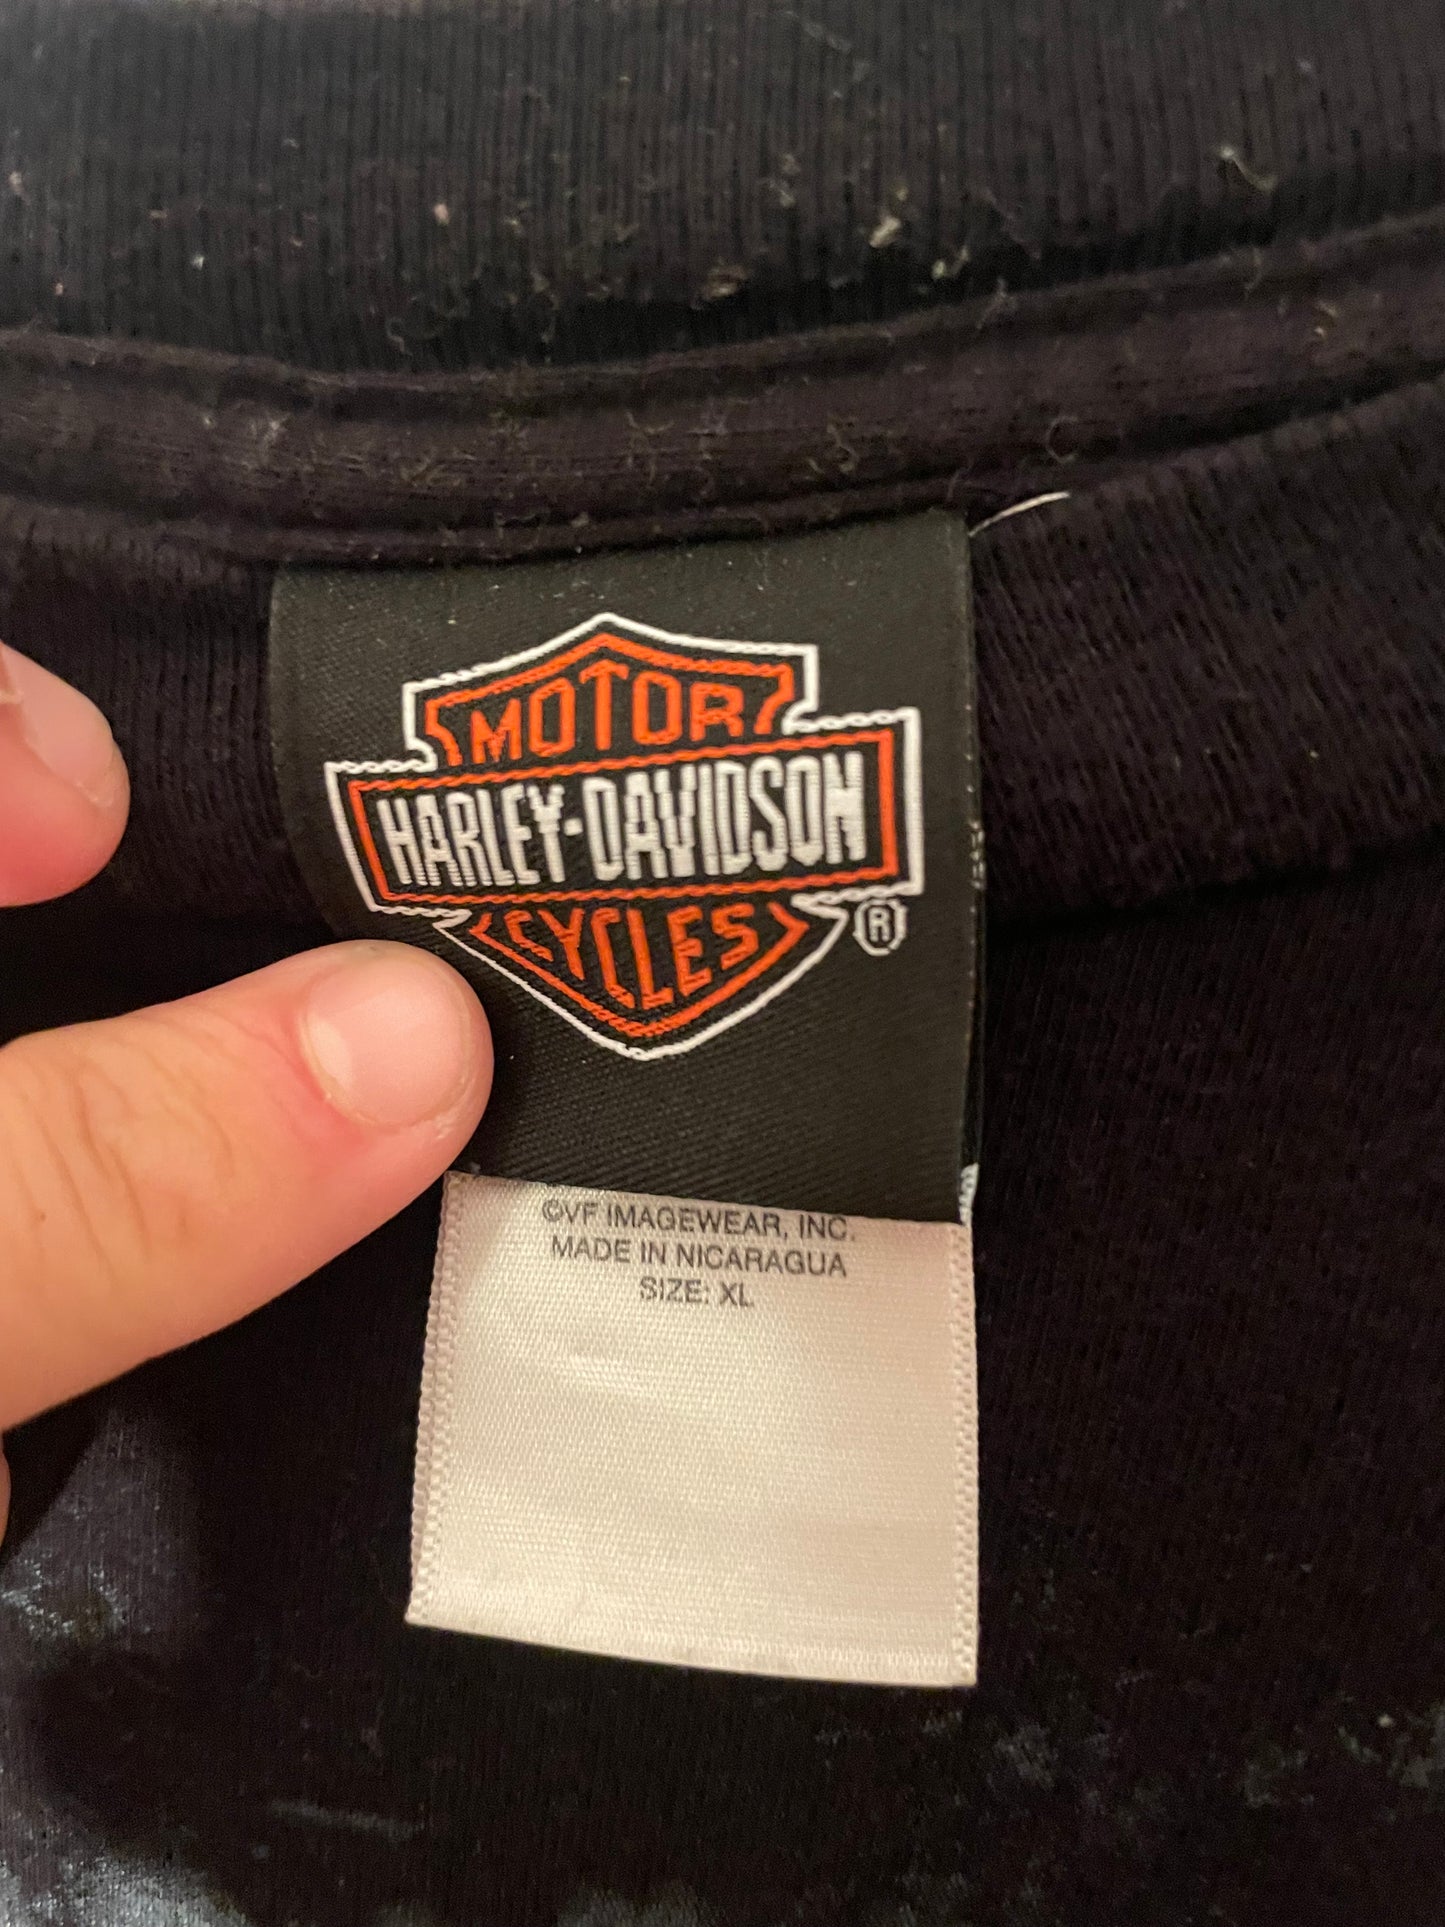 MOTOR
HARLEY-DAVIDSON
CYCLES
®
©VF IMAGEWEAR, INC.
MADE IN NICARAGUA
SIZE: XL